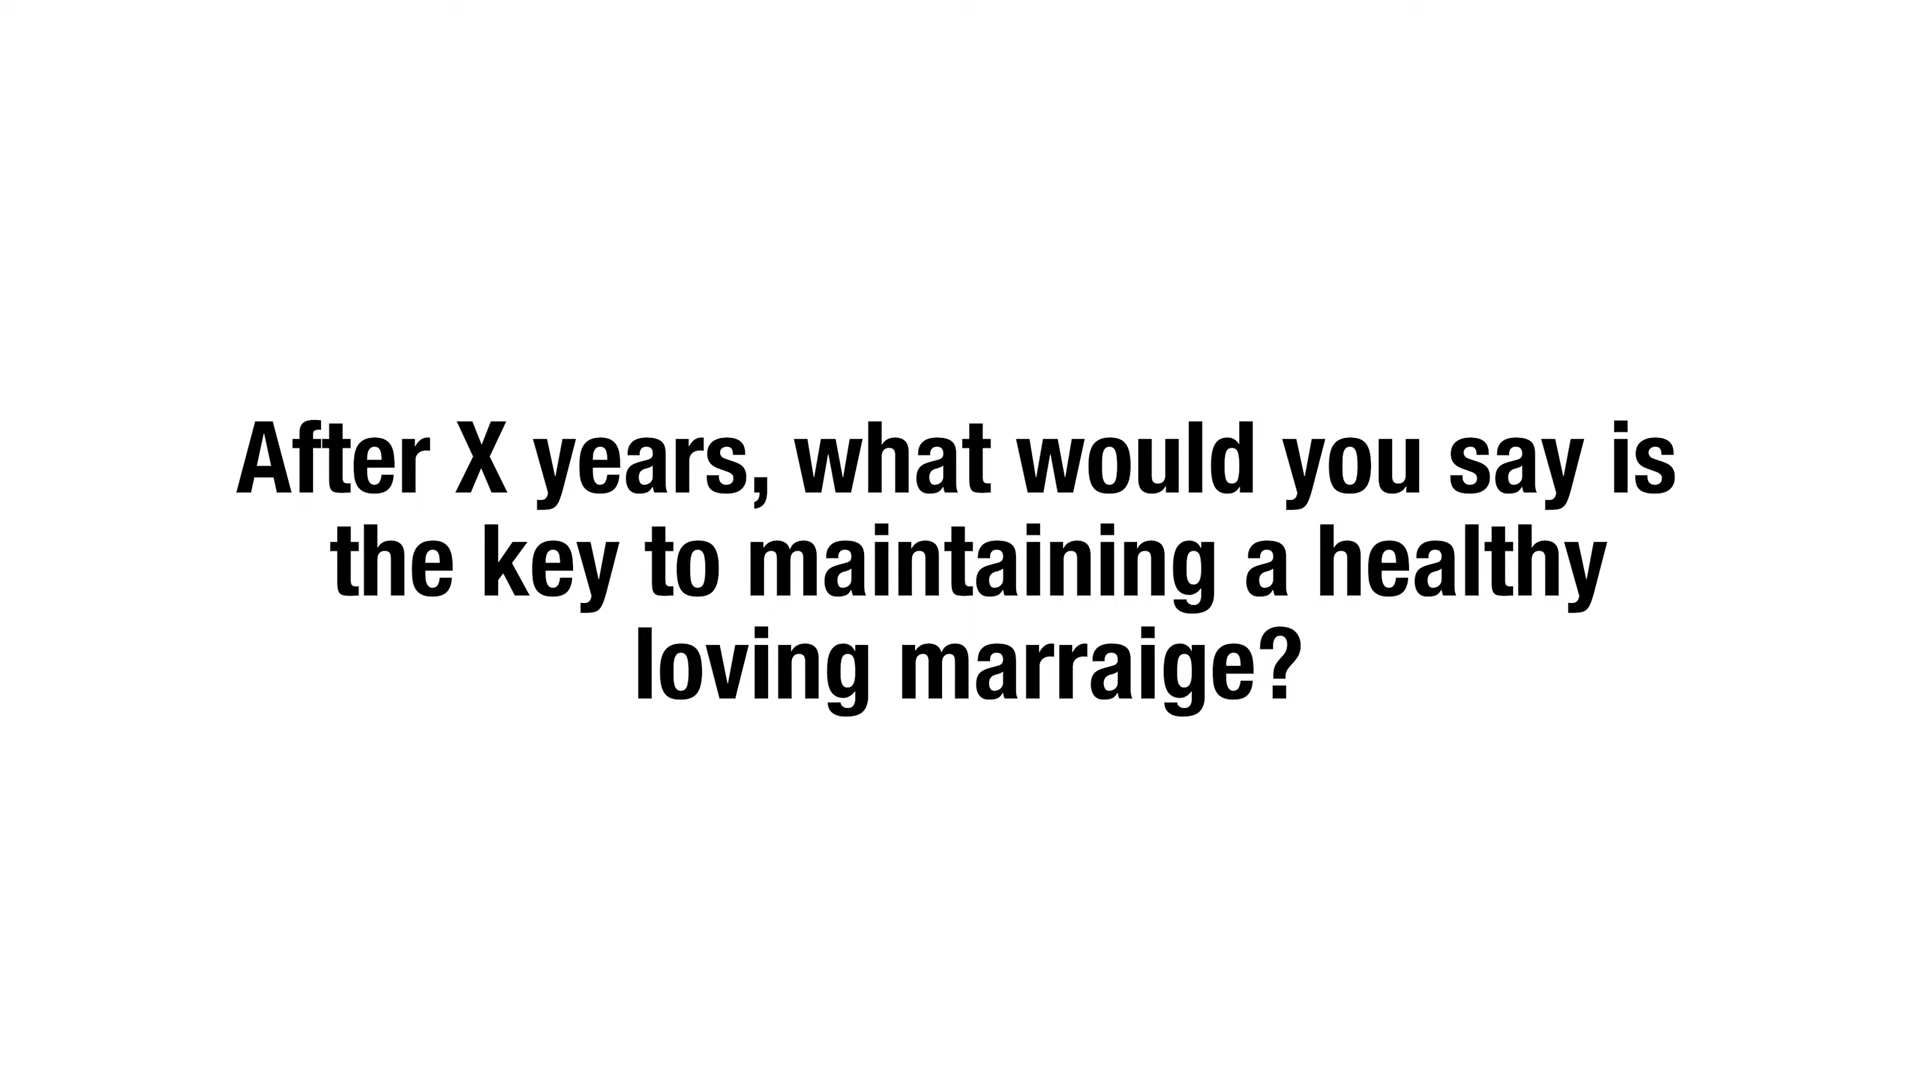 After X years, what would you say is
the key to maintaining a healthy
loving marraige?